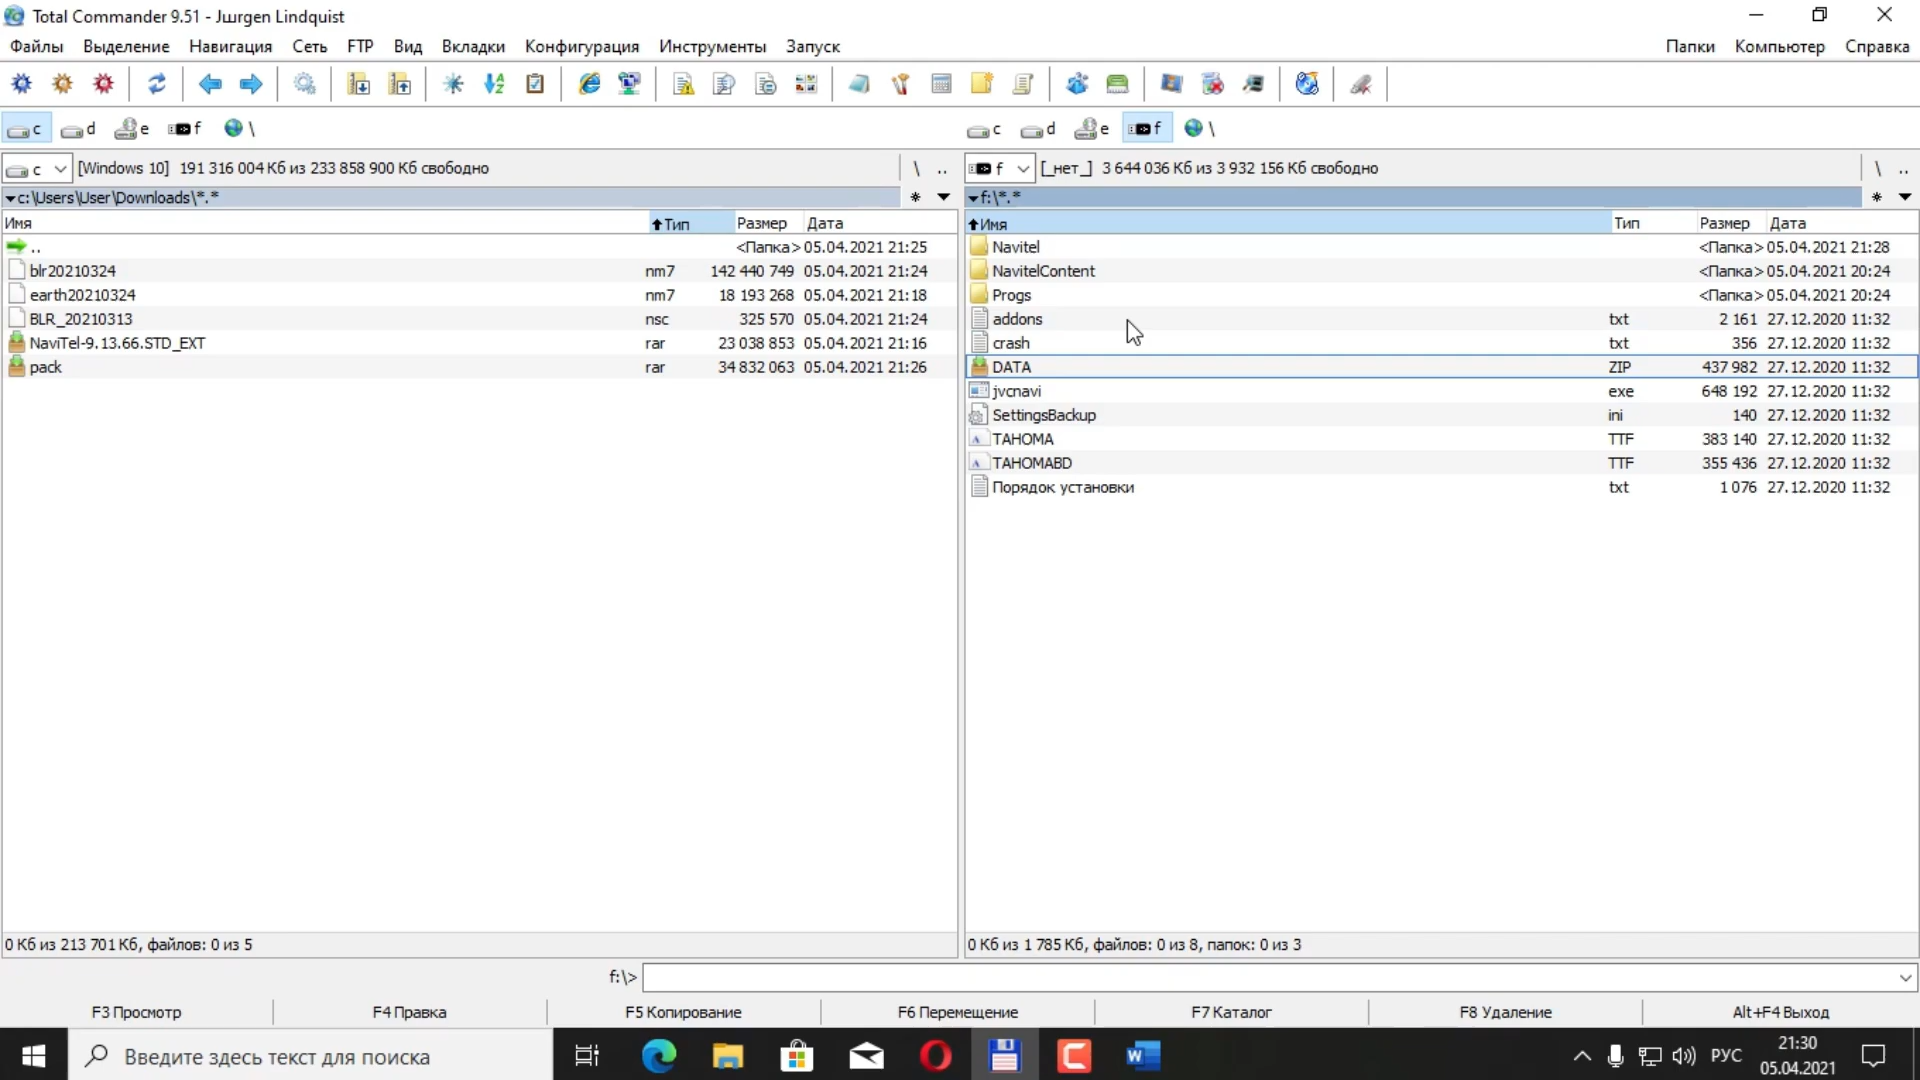 Total Commander 9.51 - Jɯrgen Lindquist
Файлы Выделение Навигация Сеть FTP Вид Вкладки Конфигурация Инструменты Запуск Папки Компьютер Справка
c d e f \ c d e f \
c [Windows 10] 191 316 004 Кб из 233 858 900 Кб свободно \ .. f [_нет_] 3 644 036 Кб из 3 932 156 Кб свободно \ ..
c:\Users\User\Downloads\*.* * f:\*.* *
Имя Тип Размер Дата
.. <Папка> 05.04.2021 21:25
blr20210324 nm7 142 440 749 05.04.2021 21:24
earth20210324 nm7 18 193 268 05.04.2021 21:18
BLR_20210313 nsc 325 570 05.04.2021 21:24
NaviTel-9.13.66.STD_EXT rar 23 038 853 05.04.2021 21:16
pack rar 34 832 063 05.04.2021 21:26
0 Кб из 213 701 Кб, файлов: 0 из 5
Имя Тип Размер Дата
Navitel <Папка> 05.04.2021 21:28
NavitelContent <Папка> 05.04.2021 20:24
Progs <Папка> 05.04.2021 20:24
addons txt 2 161 27.12.2020 11:32
crash txt 356 27.12.2020 11:32
DATA ZIP 437 982 27.12.2020 11:32
jvcnavi exe 648 192 27.12.2020 11:32
SettingsBackup ini 140 27.12.2020 11:32
TAHOMA TTF 383 140 27.12.2020 11:32
TAHOMABD TTF 355 436 27.12.2020 11:32
Порядок установки txt 1 076 27.12.2020 11:32
0 Кб из 1 785 Кб, файлов: 0 из 8, папок: 0 из 3
f:\>
F3 Просмотр F4 Правка F5 Копирование F6 Перемещение F7 Каталог F8 Удаление Alt+F4 Выход
Введите здесь текст для поиска
РУС
21:30
05.04.2021